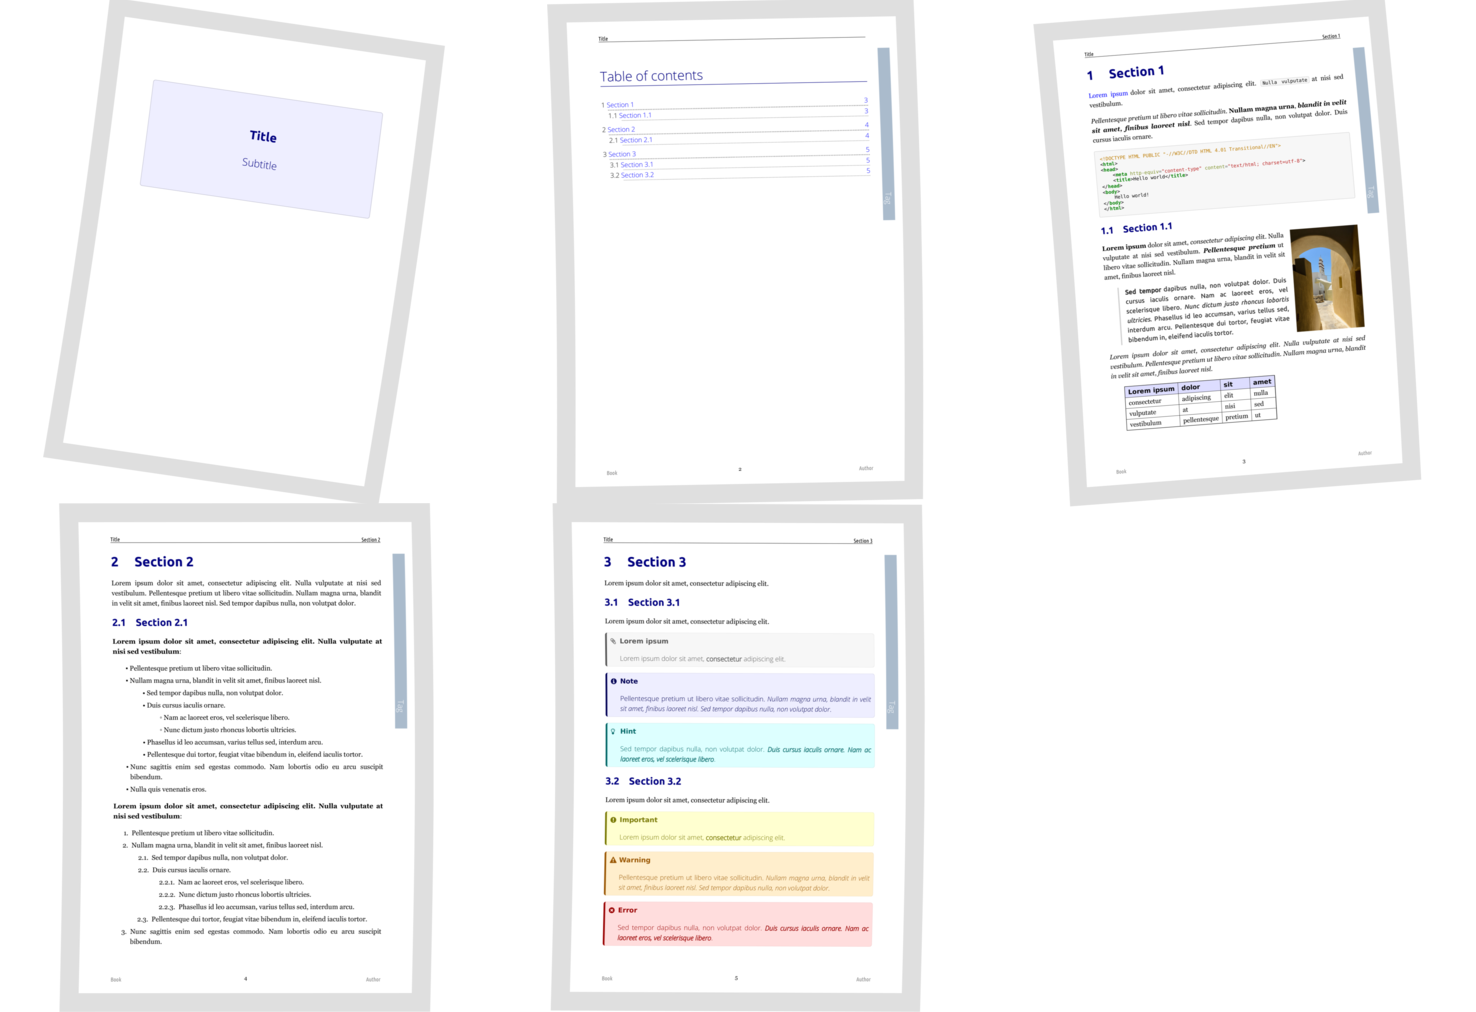 Title
Subtitle
Title
Table of contents
1 Section 1 3
1.1 Section 1.1 3
2 Section 2 4
2.1 Section 2.1 4
3 Section 3 5
3.1 Section 3.1 5
3.2 Section 3.2 5
Tag
Book 2 Author
Title Section 1
1 Section 1
Lorem ipsum dolor sit amet, consectetur adipiscing elit. Nulla vulputate at nisi sed
vestibulum.
Pellentesque pretium ut libero vitae sollicitudin. Nullam magna urna, blandit in velit
sit amet, finibus laoreet nisl. Sed tempor dapibus nulla, non volutpat dolor. Duis
cursus iaculis ornare.
<!DOCTYPE HTML PUBLIC "-//W3C//DTD HTML 4.01 Transitional//EN">
<html>
<head>
<meta http-equiv="content-type" content="text/html; charset=utf-8">
<title>Hello world</title>
</head>
<body>
Hello world!
</body>
</html>
Tag
1.1 Section 1.1
Lorem ipsum dolor sit amet, consectetur adipiscing elit. Nulla
vulputate at nisi sed vestibulum. Pellentesque pretium ut
libero vitae sollicitudin. Nullam magna urna, blandit in velit sit
amet, finibus laoreet nisl.
Sed tempor dapibus nulla, non volutpat dolor. Duis
cursus iaculis ornare. Nam ac laoreet eros, vel
scelerisque libero. Nunc dictum justo rhoncus lobortis
ultricies. Phasellus id leo accumsan, varius tellus sed,
interdum arcu. Pellentesque dui tortor, feugiat vitae
bibendum in, eleifend iaculis tortor.
Lorem ipsum dolor sit amet, consectetur adipiscing elit. Nulla vulputate at nisi sed
vestibulum. Pellentesque pretium ut libero vitae sollicitudin. Nullam magna urna, blandit
in velit sit amet, finibus laoreet nisl.
Lorem ipsum dolor sit amet
consectetur adipiscing elit nulla
vulputate at nisi sed
vestibulum pellentesque pretium ut
Book 3 Author
Title Section 2
2 Section 2
Lorem ipsum dolor sit amet, consectetur adipiscing elit. Nulla vulputate at nisi sed
vestibulum. Pellentesque pretium ut libero vitae sollicitudin. Nullam magna urna, blandit
in velit sit amet, finibus laoreet nisl. Sed tempor dapibus nulla, non volutpat dolor.
2.1 Section 2.1
Lorem ipsum dolor sit amet, consectetur adipiscing elit. Nulla vulputate at
nisi sed vestibulum:
• Pellentesque pretium ut libero vitae sollicitudin.
• Nullam magna urna, blandit in velit sit amet, finibus laoreet nisl.
• Sed tempor dapibus nulla, non volutpat dolor.
• Duis cursus iaculis ornare.
◦ Nam ac laoreet eros, vel scelerisque libero.
◦ Nunc dictum justo rhoncus lobortis ultricies.
• Phasellus id leo accumsan, varius tellus sed, interdum arcu.
• Pellentesque dui tortor, feugiat vitae bibendum in, eleifend iaculis tortor.
• Nunc sagittis enim sed egestas commodo. Nam lobortis odio eu arcu suscipit
bibendum.
• Nulla quis venenatis eros.
Tag
Lorem ipsum dolor sit amet, consectetur adipiscing elit. Nulla vulputate at
nisi sed vestibulum:
1. Pellentesque pretium ut libero vitae sollicitudin.
2. Nullam magna urna, blandit in velit sit amet, finibus laoreet nisl.
2.1. Sed tempor dapibus nulla, non volutpat dolor.
2.2. Duis cursus iaculis ornare.
2.2.1. Nam ac laoreet eros, vel scelerisque libero.
2.2.2. Nunc dictum justo rhoncus lobortis ultricies.
2.2.3. Phasellus id leo accumsan, varius tellus sed, interdum arcu.
2.3. Pellentesque dui tortor, feugiat vitae bibendum in, eleifend iaculis tortor.
3. Nunc sagittis enim sed egestas commodo. Nam lobortis odio eu arcu suscipit
bibendum.
Book 4 Author
Title Section 3
3 Section 3
Lorem ipsum dolor sit amet, consectetur adipiscing elit.
3.1 Section 3.1
Lorem ipsum dolor sit amet, consectetur adipiscing elit.
Lorem ipsum
Lorem ipsum dolor sit amet, consectetur adipiscing elit.
Note
Pellentesque pretium ut libero vitae sollicitudin. Nullam magna urna, blandit in velit
sit amet, finibus laoreet nisl. Sed tempor dapibus nulla, non volutpat dolor.
Tag
Hint
Sed tempor dapibus nulla, non volutpat dolor. Duis cursus iaculis ornare. Nam ac
laoreet eros, vel scelerisque libero.
3.2 Section 3.2
Lorem ipsum dolor sit amet, consectetur adipiscing elit.
Important
Lorem ipsum dolor sit amet, consectetur adipiscing elit.
Warning
Pellentesque pretium ut libero vitae sollicitudin. Nullam magna urna, blandit in velit
sit amet, finibus laoreet nisl. Sed tempor dapibus nulla, non volutpat dolor.
Error
Sed tempor dapibus nulla, non volutpat dolor. Duis cursus iaculis ornare. Nam ac
laoreet eros, vel scelerisque libero.
Book 5 Author